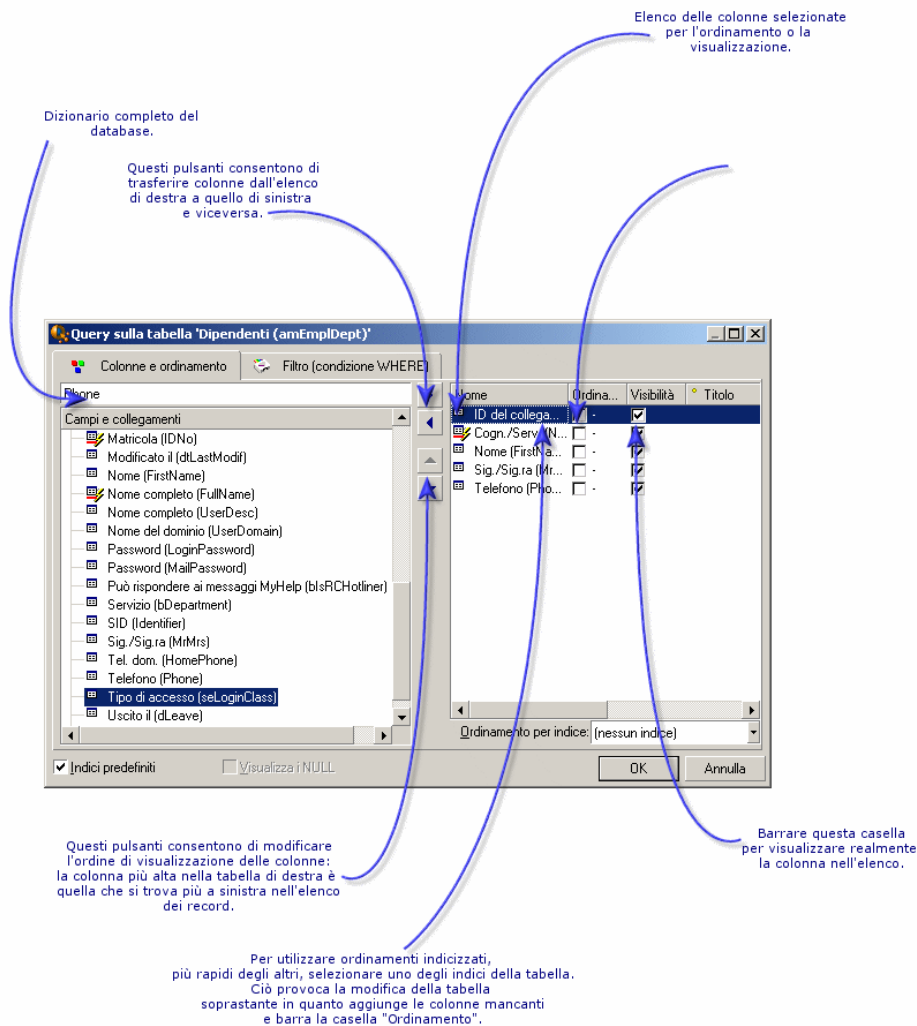 Elenco delle colonne selezionate
per l'ordinamento o la
visualizzazione.
Dizionario completo del
database.
Questi pulsanti consentono di
trasferire colonne dall'elenco
di destra a quello di sinistra
e viceversa.
Query sulla tabella 'Dipendenti (amEmplDept)'
Colonne e ordinamento
Filtro (condizione WHERE)
Phone
Campi e collegamenti
Matricola (IDNo)
Modificato il (dtLastModif)
Nome (FirstName)
Nome completo (FullName)
Nome completo (UserDesc)
Nome del dominio (UserDomain)
Password (LoginPassword)
Password (MailPassword)
Può rispondere ai messaggi MyHelp (bIsRCHotliner)
Servizio (bDepartment)
SID (Identifier)
Sig./Sig.ra (MrMrs)
Tel. dom. (HomePhone)
Telefono (Phone)
Tipo di accesso (seLoginClass)
Uscito il (dLeave)
Nome Ordina... Visibilità Titolo
ID del collega... -
Cogn./Serv. (N... -
Nome (FirstNa... -
Sig./Sig.ra (Mr... -
Telefono (Pho... -
Ordinamento per indice: (nessun indice)
Indici predefiniti
Visualizza i NULL
OK
Annulla
Questi pulsanti consentono di modificare
l'ordine di visualizzazione delle colonne:
la colonna più alta nella tabella di destra è
quella che si trova più a sinistra nell'elenco
dei record.
Barrare questa casella
per visualizzare realmente
la colonna nell'elenco.
Per utilizzare ordinamenti indicizzati,
più rapidi degli altri, selezionare uno degli indici della tabella.
Ciò provoca la modifica della tabella
soprastante in quanto aggiunge le colonne mancanti
e barra la casella "Ordinamento".